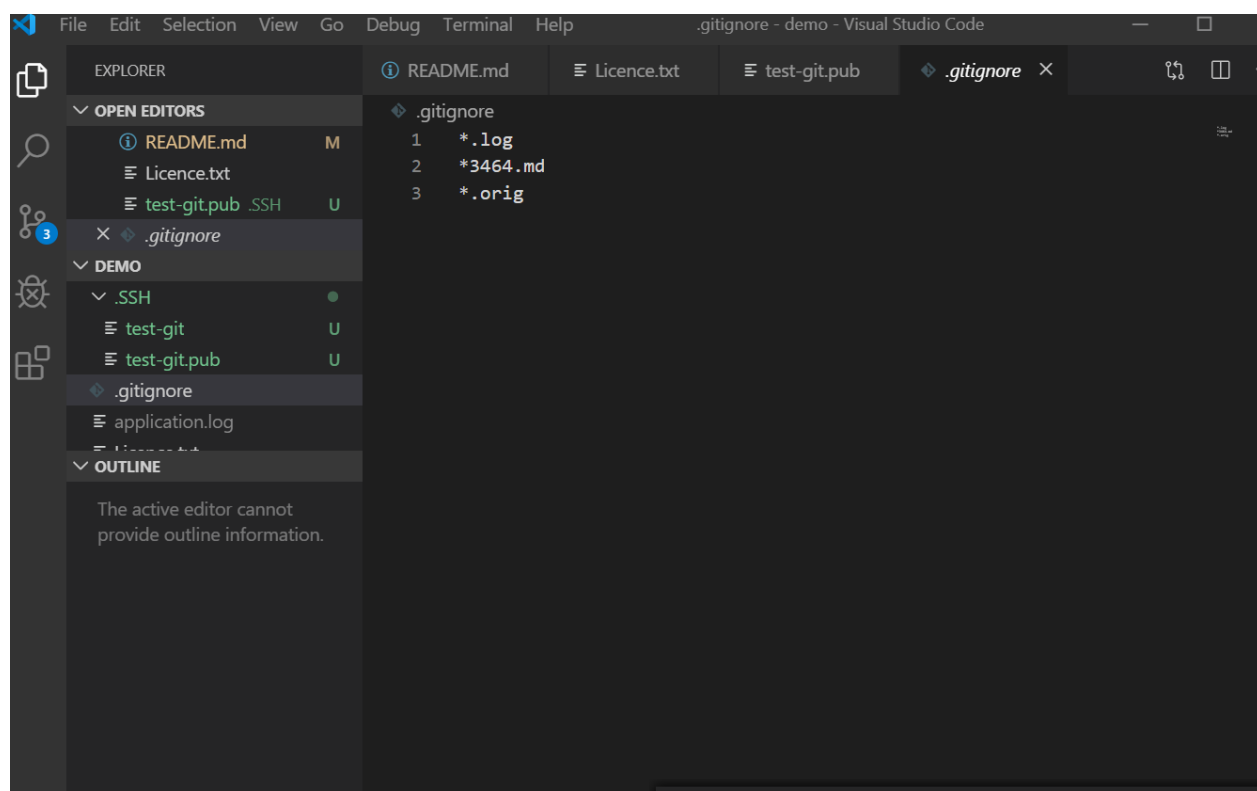 File Edit Selection View Go Debug Terminal Help .gitignore - demo - Visual Studio Code
EXPLORER
README.md Licence.txt test-git.pub .gitignore
OPEN EDITORS
README.md M
Licence.txt
test-git.pub .SSH U
.gitignore
DEMO
.SSH
test-git U
test-git.pub U
.gitignore
application.log
OUTLINE
The active editor cannot
provide outline information.
3
.gitignore
1 *.log
2 *3464.md
3 *.orig